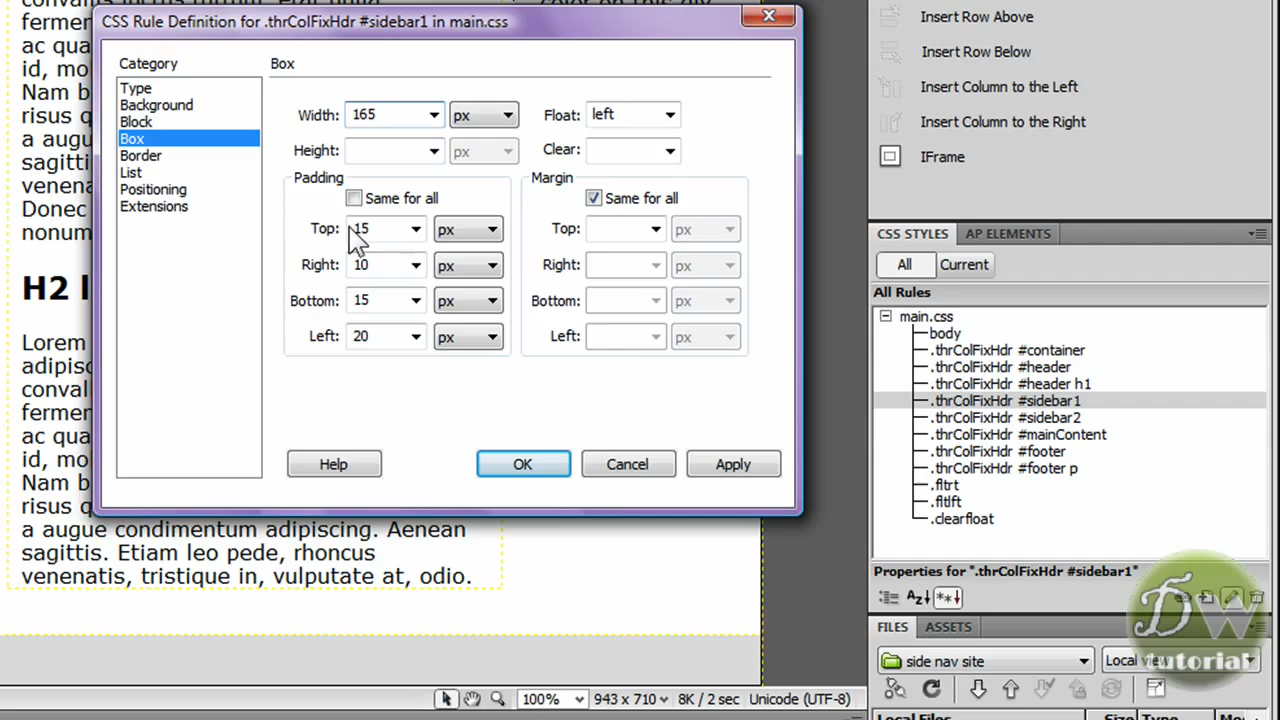 CSS Rule Definition for .thrColFixHdr #sidebar1 in main.css
Category
Type
Background
Block
Box
Border
List
Positioning
Extensions
Box
Width: 165 px Float: left
Height: px Clear:
Padding
Same for all
Top: 15 px
Right: 10 px
Bottom: 15 px
Left: 20 px
Margin
Same for all
Top: px
Right: px
Bottom: px
Left: px
Help OK Cancel Apply
ac qua
id, mo
Nam b
risus q
a augu
sagitti
venena
Donec
nonum
H2 l
Lorem
adipisc
conval
fermen
ac qua
id, mo
Nam b
risus q
a augue condimentum adipiscing. Aenean
sagittis. Etiam leo pede, rhoncus
venenatis, tristique in, vulputate at, odio.
100% 943 x 710 8K / 2 sec Unicode (UTF-8)
Insert Row Above
Insert Row Below
Insert Column to the Left
Insert Column to the Right
IFrame
CSS STYLES AP ELEMENTS
All Current
All Rules
main.css
body
.thrColFixHdr #container
.thrColFixHdr #header
.thrColFixHdr #header h1
.thrColFixHdr #sidebar1
.thrColFixHdr #sidebar2
.thrColFixHdr #mainContent
.thrColFixHdr #footer
.thrColFixHdr #footer p
.fltrt
.fltlft
.clearfloat
Properties for ".thrColFixHdr #sidebar1"
FILES ASSETS
side nav site Local view
Local Files Size Type
DW
tutorial